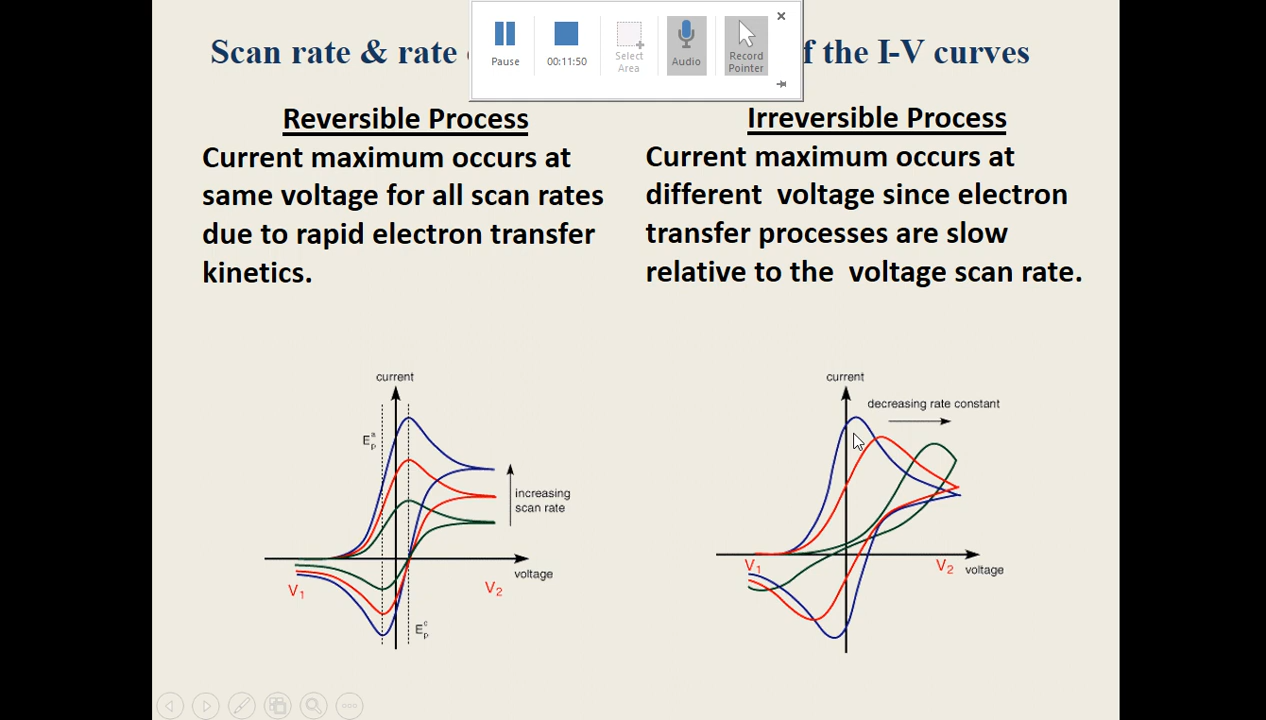 Scan rate & rate
f the I-V curves
Pause
00:11:50
Select
Area
Audio
Record
Pointer
Reversible Process
Current maximum occurs at
same voltage for all scan rates
due to rapid electron transfer
kinetics.
Irreversible Process
Current maximum occurs at
different  voltage since electron
transfer processes are slow
relative to the  voltage scan rate.
current
E_p^a
increasing
scan rate
voltage
V1
V2
E_p^c
current
decreasing rate constant
V1
V2
voltage